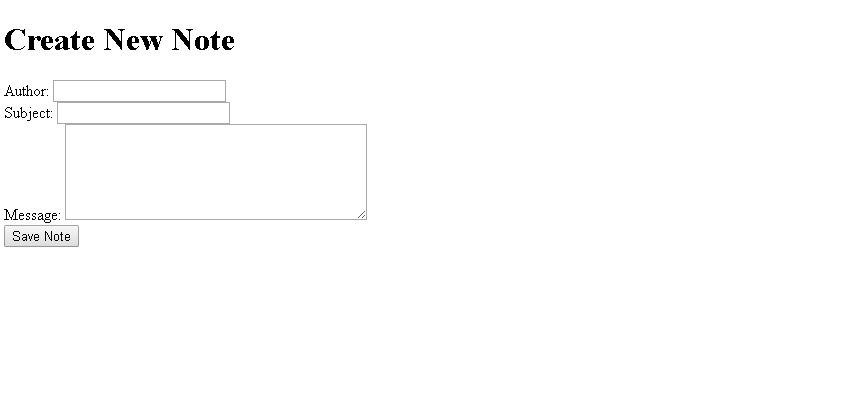 Create New Note
Author:
Subject:
Message:
Save Note